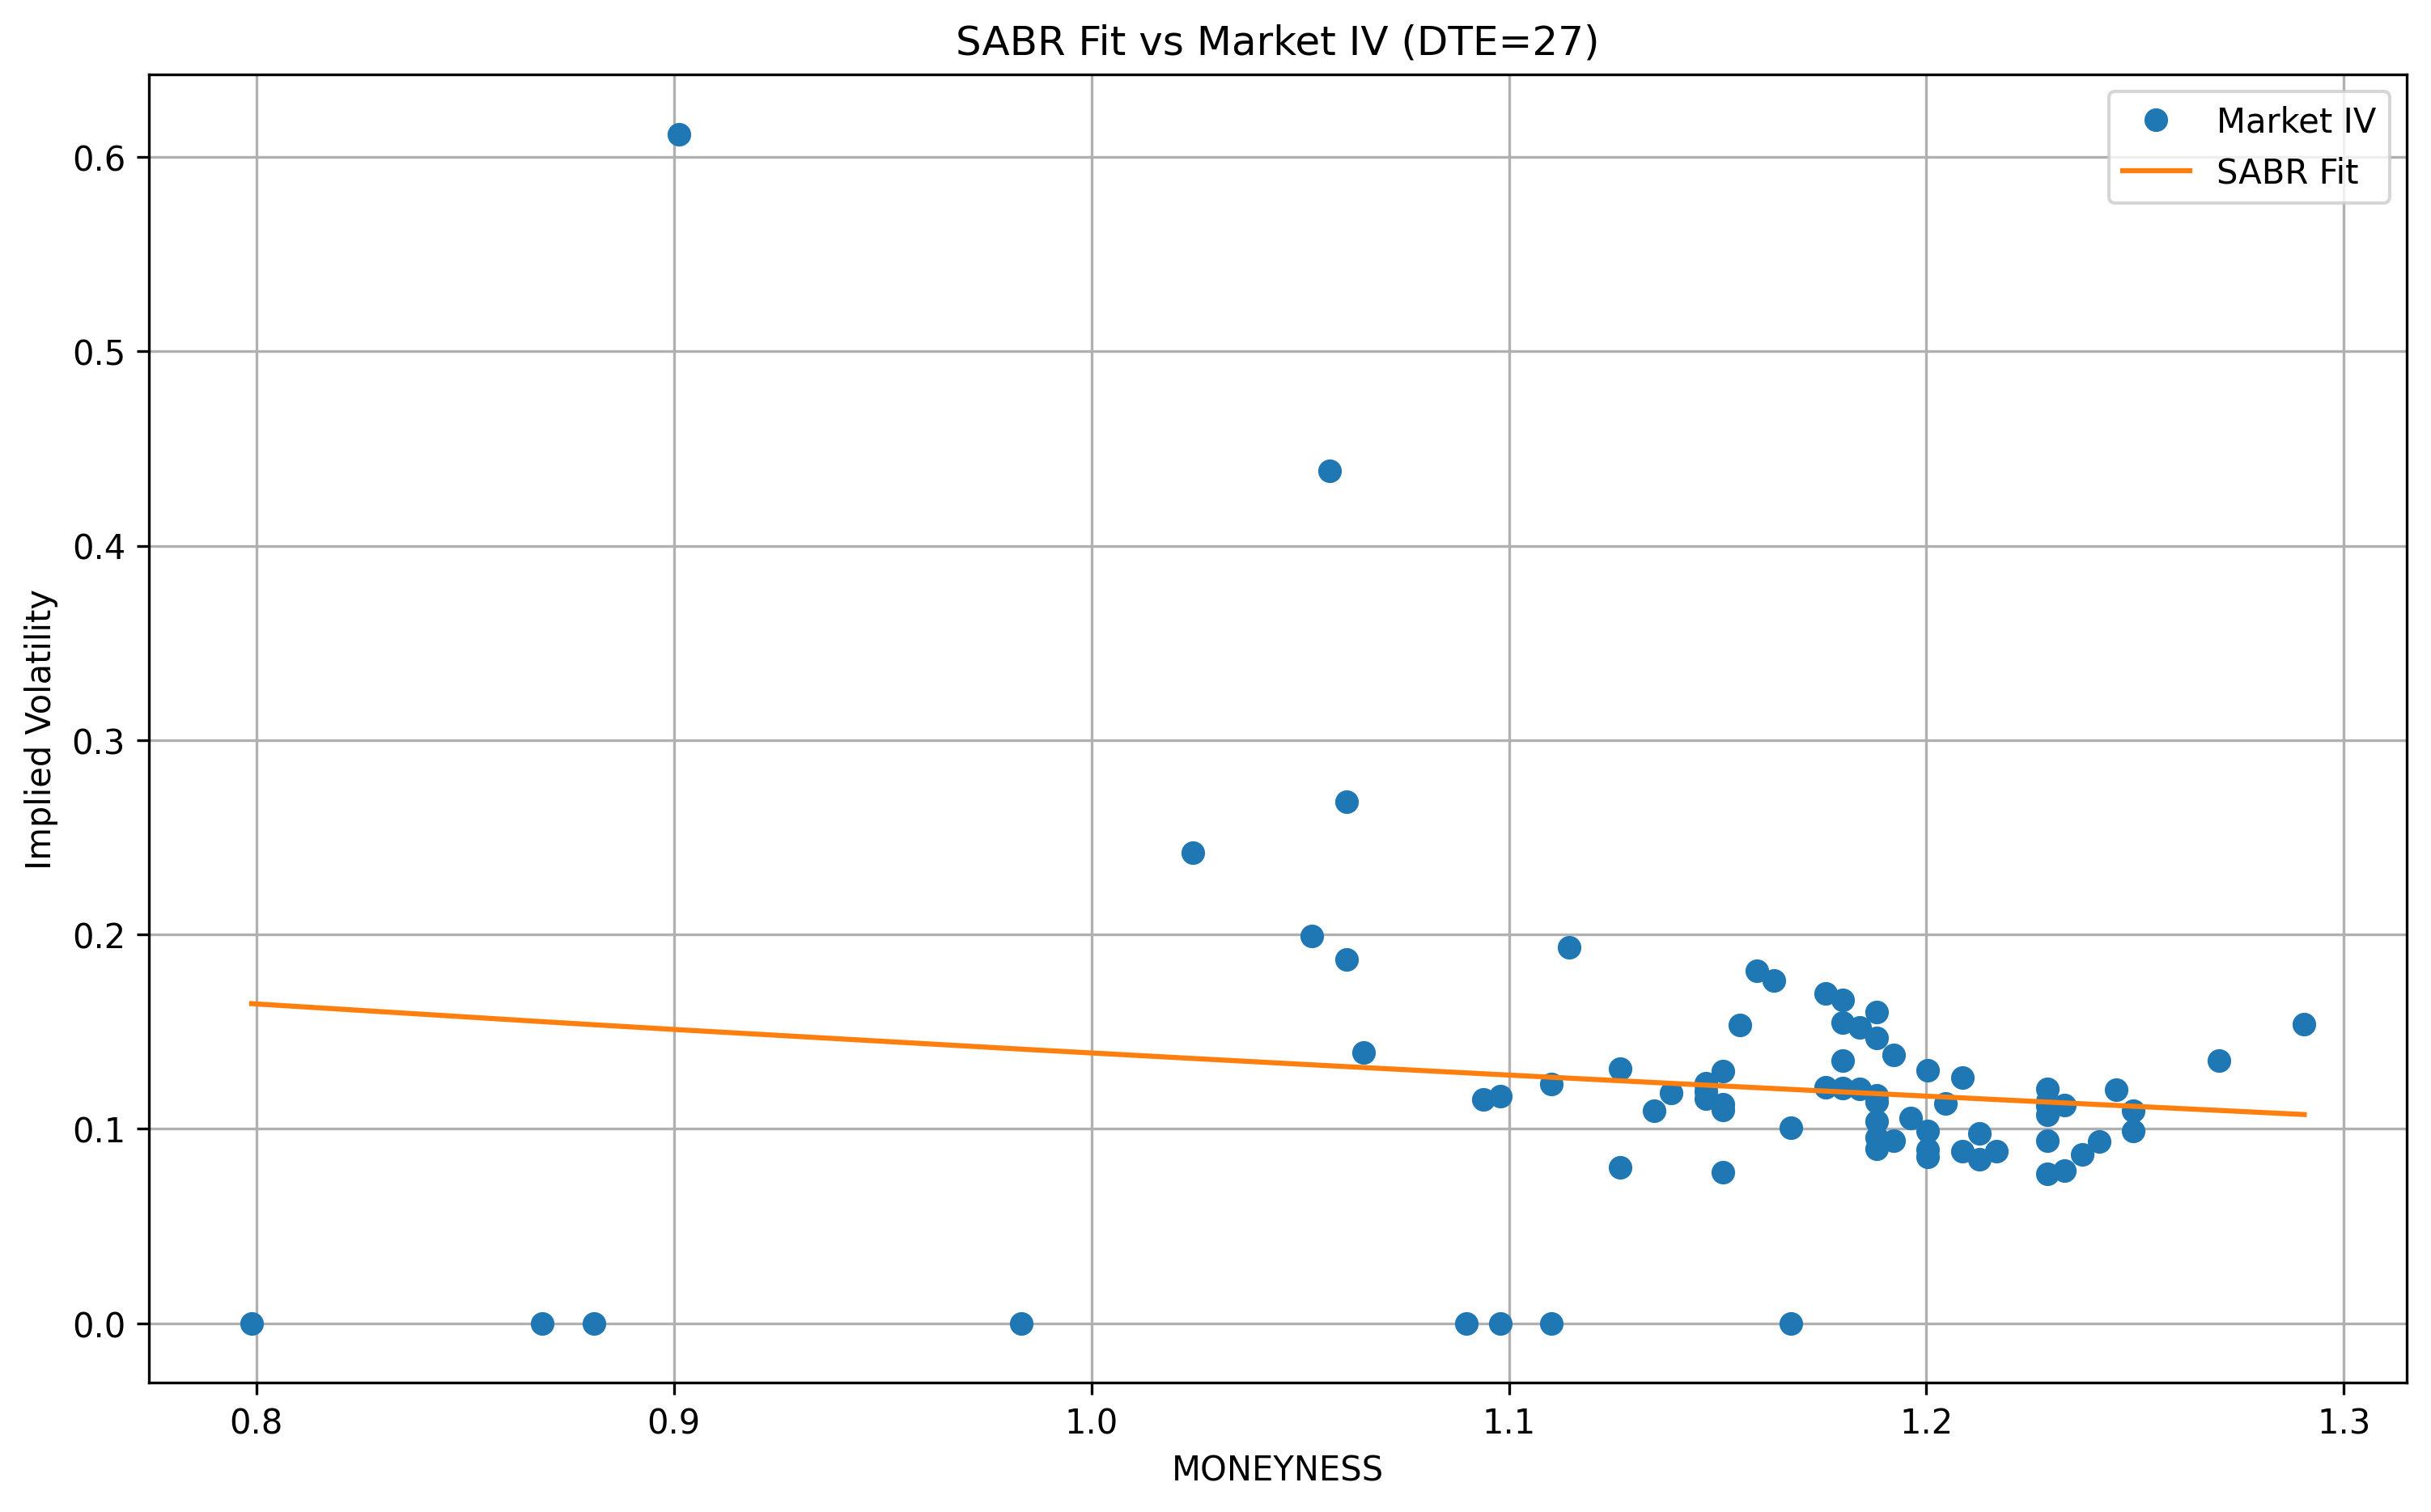 SABR Fit vs Market IV (DTE=27)
Market IV
SABR Fit
Implied Volatility
0.6
0.5
0.4
0.3
0.2
0.1
0.0
0.8 0.9 1.0 1.1 1.2 1.3
MONEYNESS